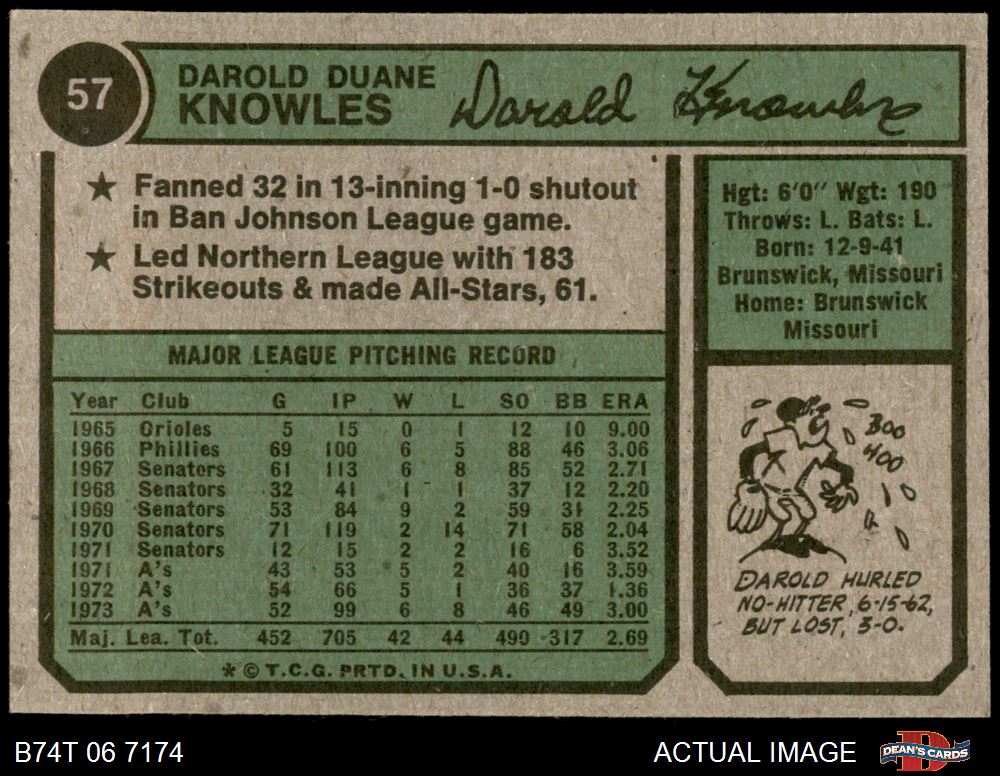 57
DAROLD DUANE
KNOWLES
Darold Knowles
★ Fanned 32 in 13-inning 1-0 shutout
in Ban Johnson League game.
★ Led Northern League with 183
Strikeouts & made All-Stars, 61.
MAJOR LEAGUE PITCHING RECORD
Year Club G IP W L SO BB ERA
1965 Orioles 5 15 0 1 12 10 9.00
1966 Phillies 69 100 6 5 88 46 3.06
1967 Senators 61 113 6 8 85 52 2.71
1968 Senators 32 41 1 1 37 12 2.20
1969 Senators 53 84 9 2 59 31 2.25
1970 Senators 71 119 2 14 71 58 2.04
1971 Senators 12 15 2 2 16 6 3.52
1971 A's 43 53 5 2 40 16 3.59
1972 A's 54 66 5 1 36 37 1.36
1973 A's 52 99 6 8 46 49 3.00
Maj. Lea. Tot. 452 705 42 44 490 317 2.69
* © T.C.G. PRTD. IN U.S.A.
Hgt: 6'0" Wgt: 190
Throws: L. Bats: L.
Born: 12-9-41
Brunswick, Missouri
Home: Brunswick
Missouri
BOO
HOO
DAROLD HURLED
NO-HITTER, 6-15-62,
BUT LOST, 3-0.
B74T 06 7174
ACTUAL IMAGE
DEAN'S CARDS